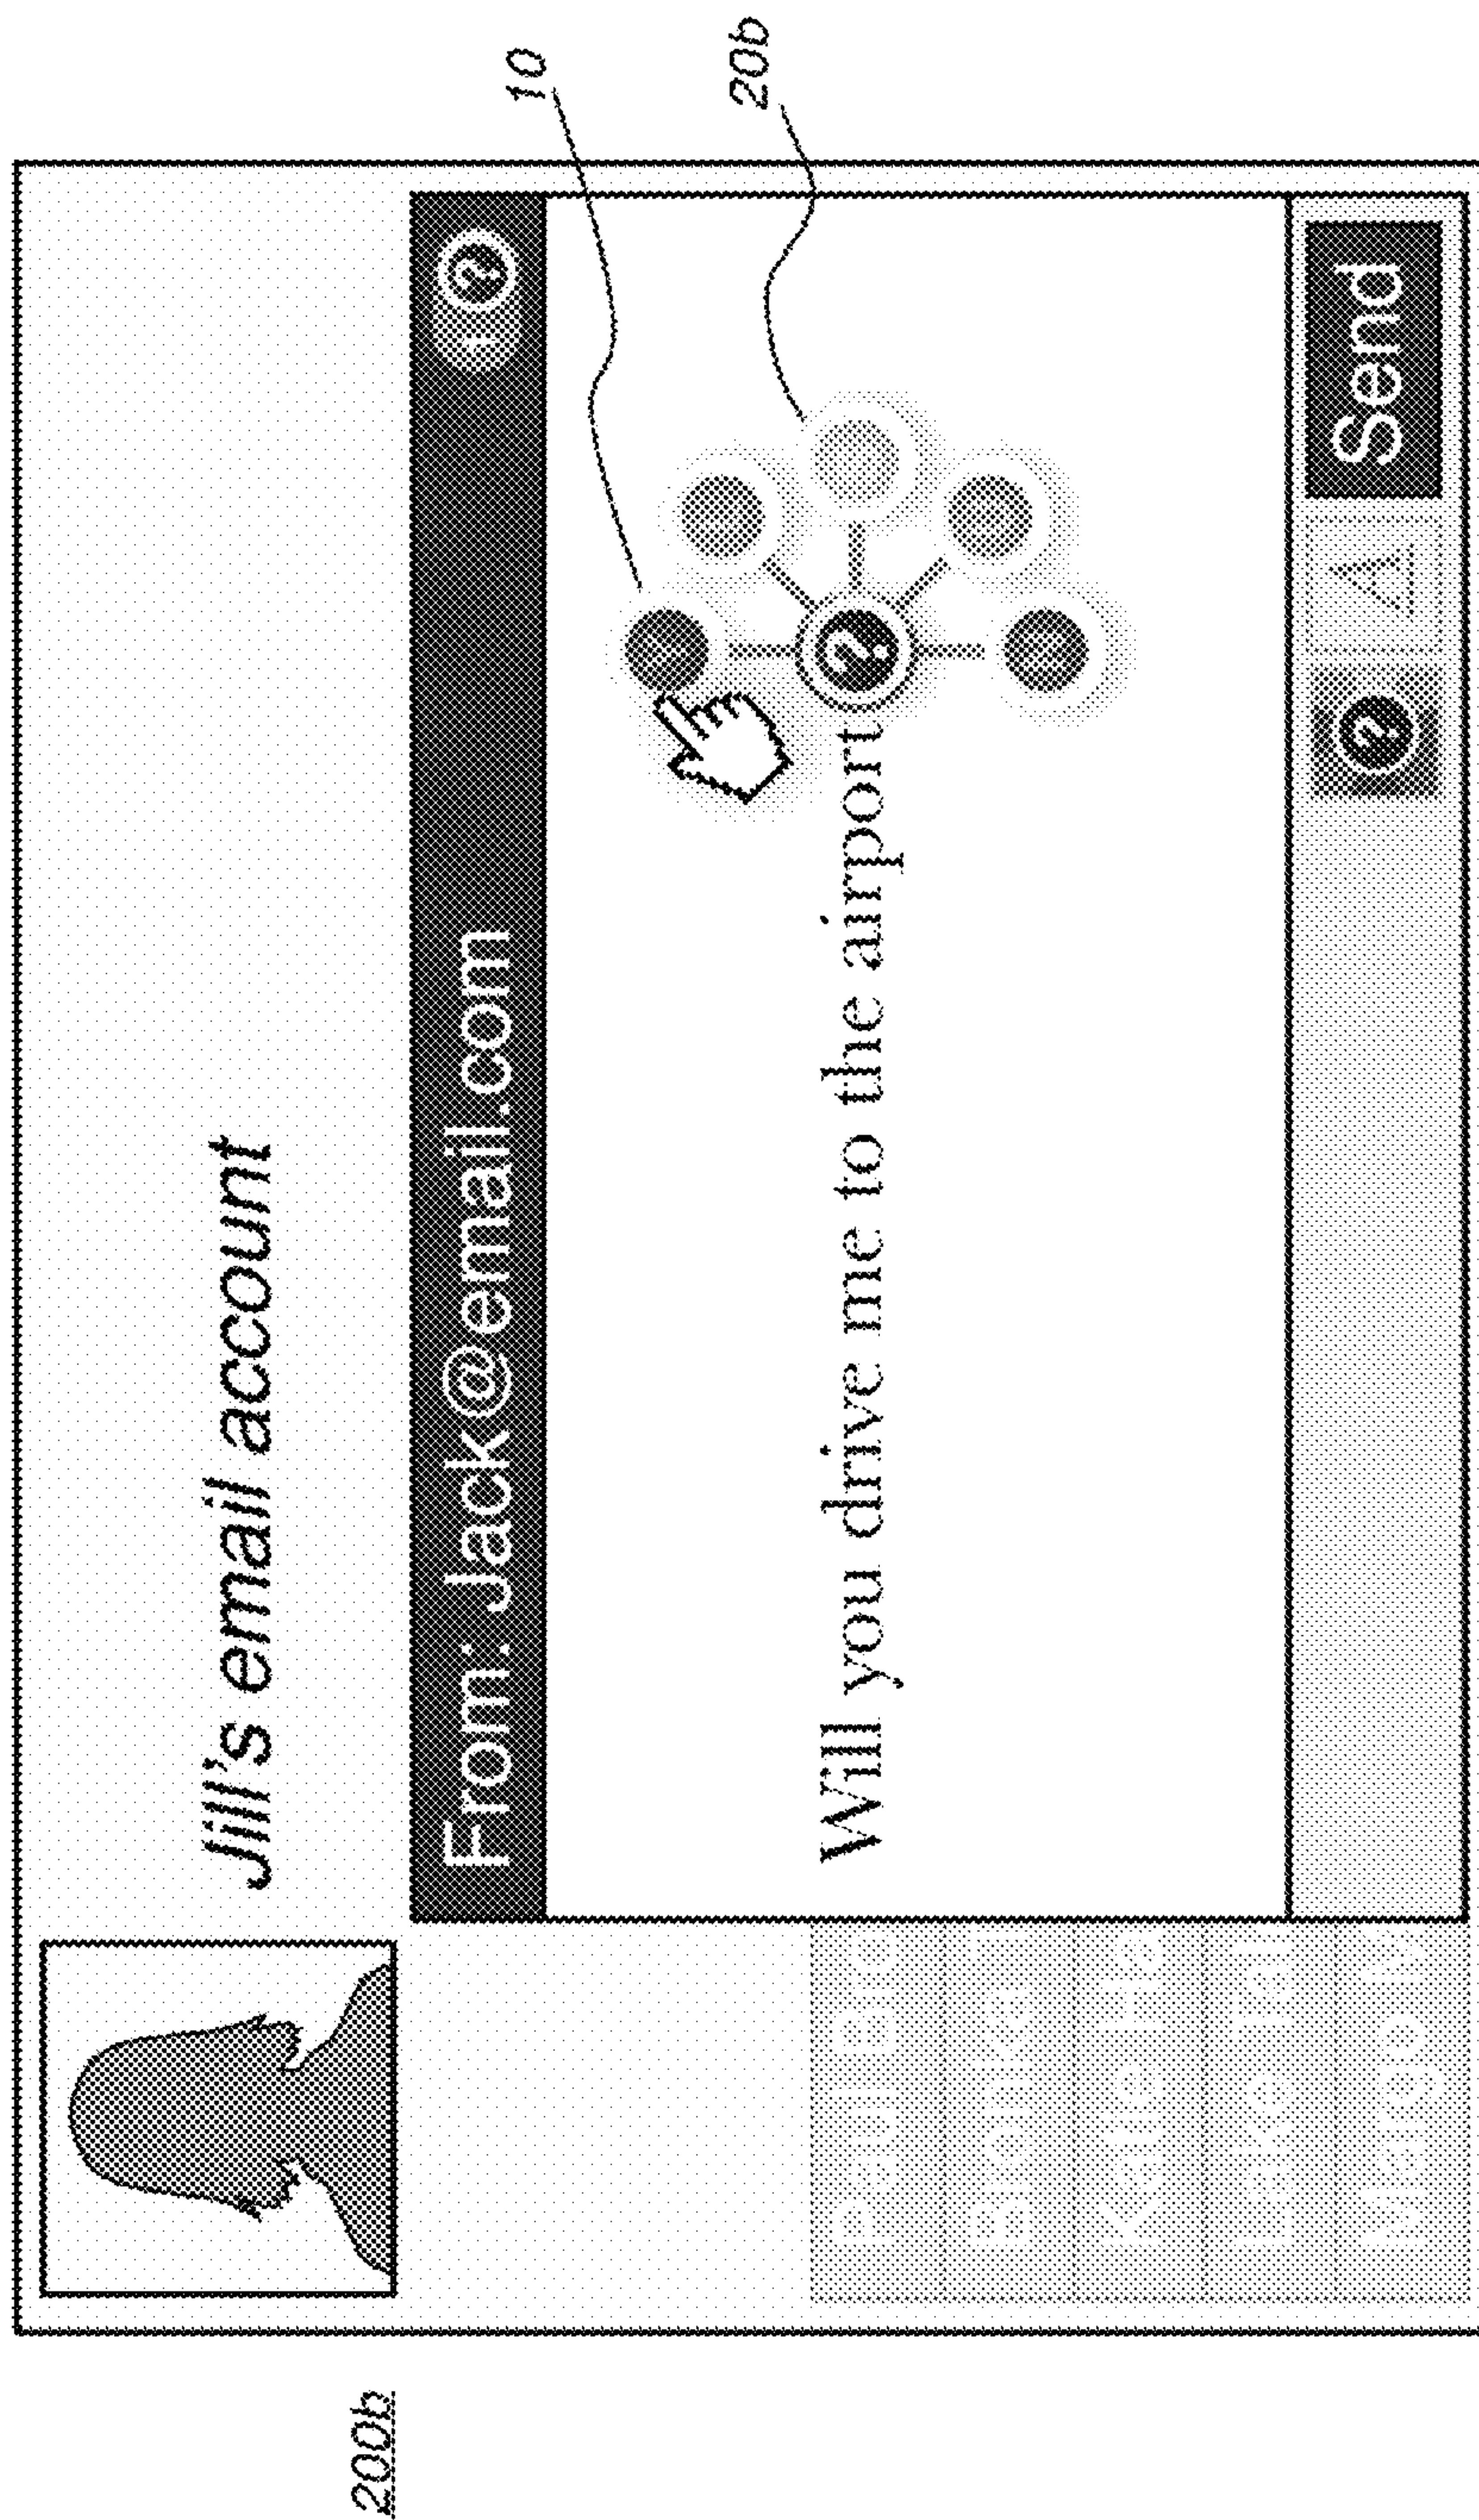 200b
Jill's email account
From: Jack@email.com
?
10
20b
Will you drive me to the airport
?
?
Send